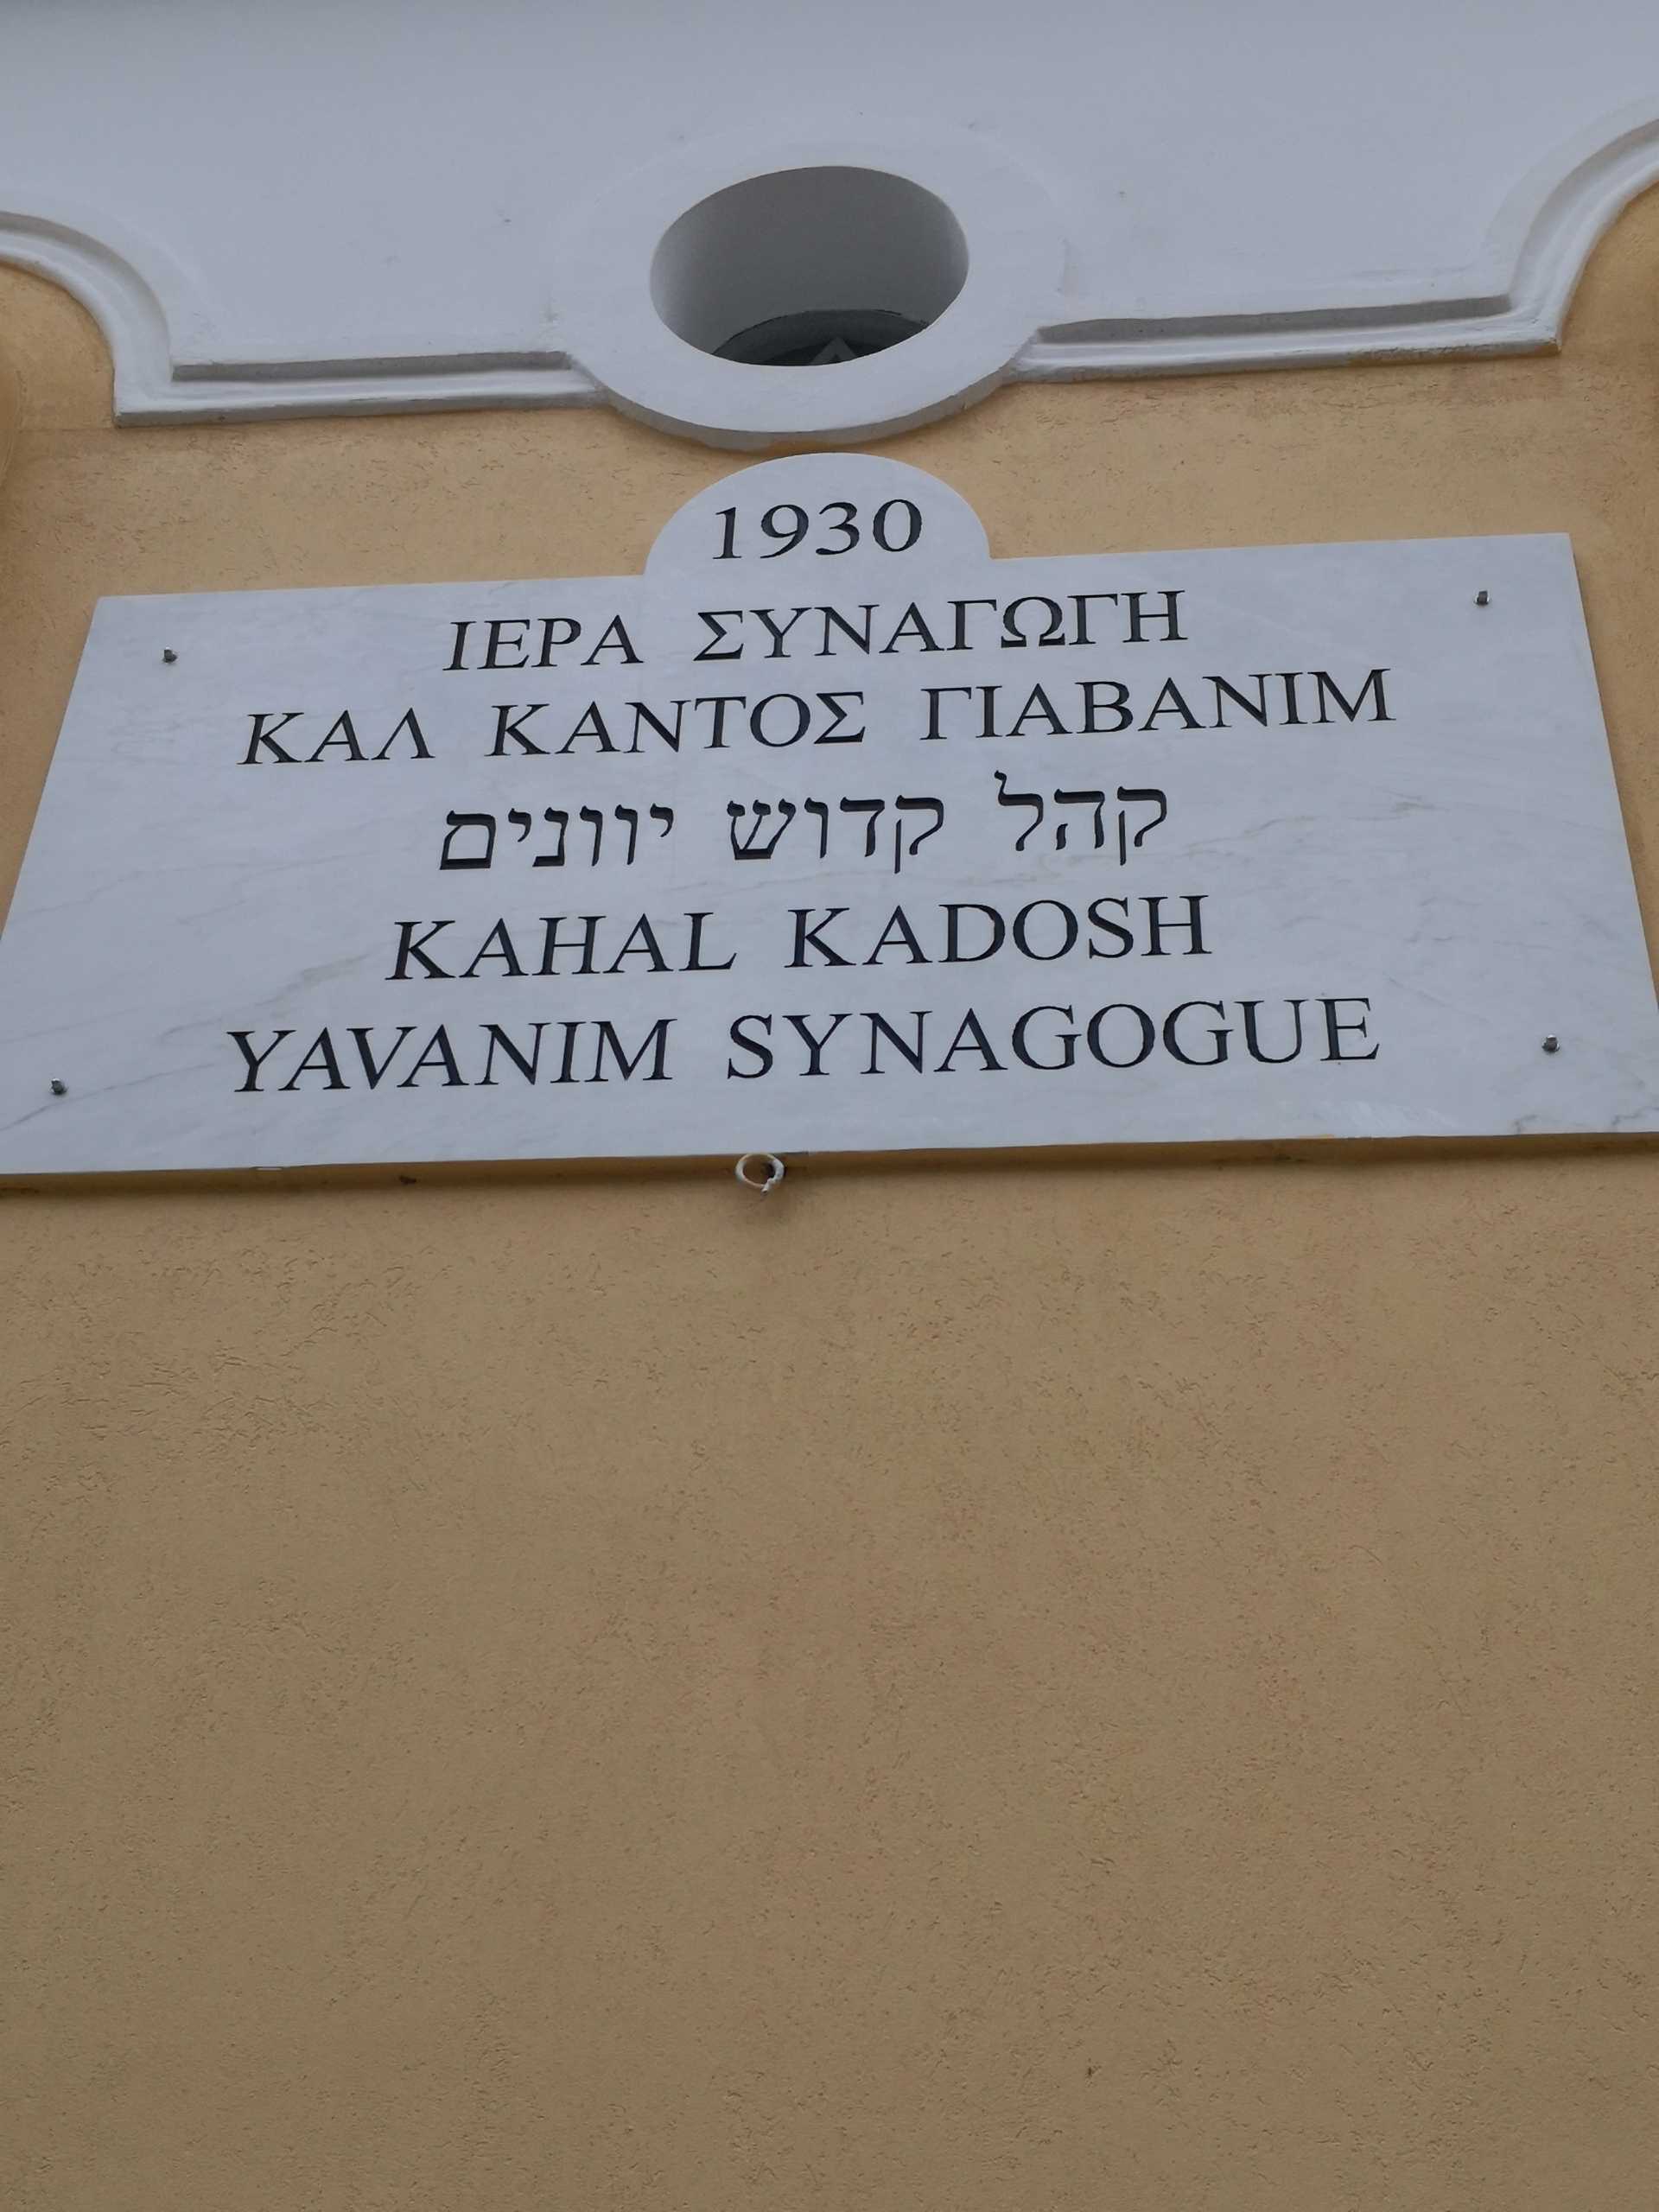 1930
ΙΕΡΑ ΣΥΝΑΓΩΓΗ
ΚΑΛ ΚΑΝΤΟΣ ΓΙΑΒΑΝΙΜ
קהל קדוש יוונים
KAHAL KADOSH
YAVANIM SYNAGOGUE